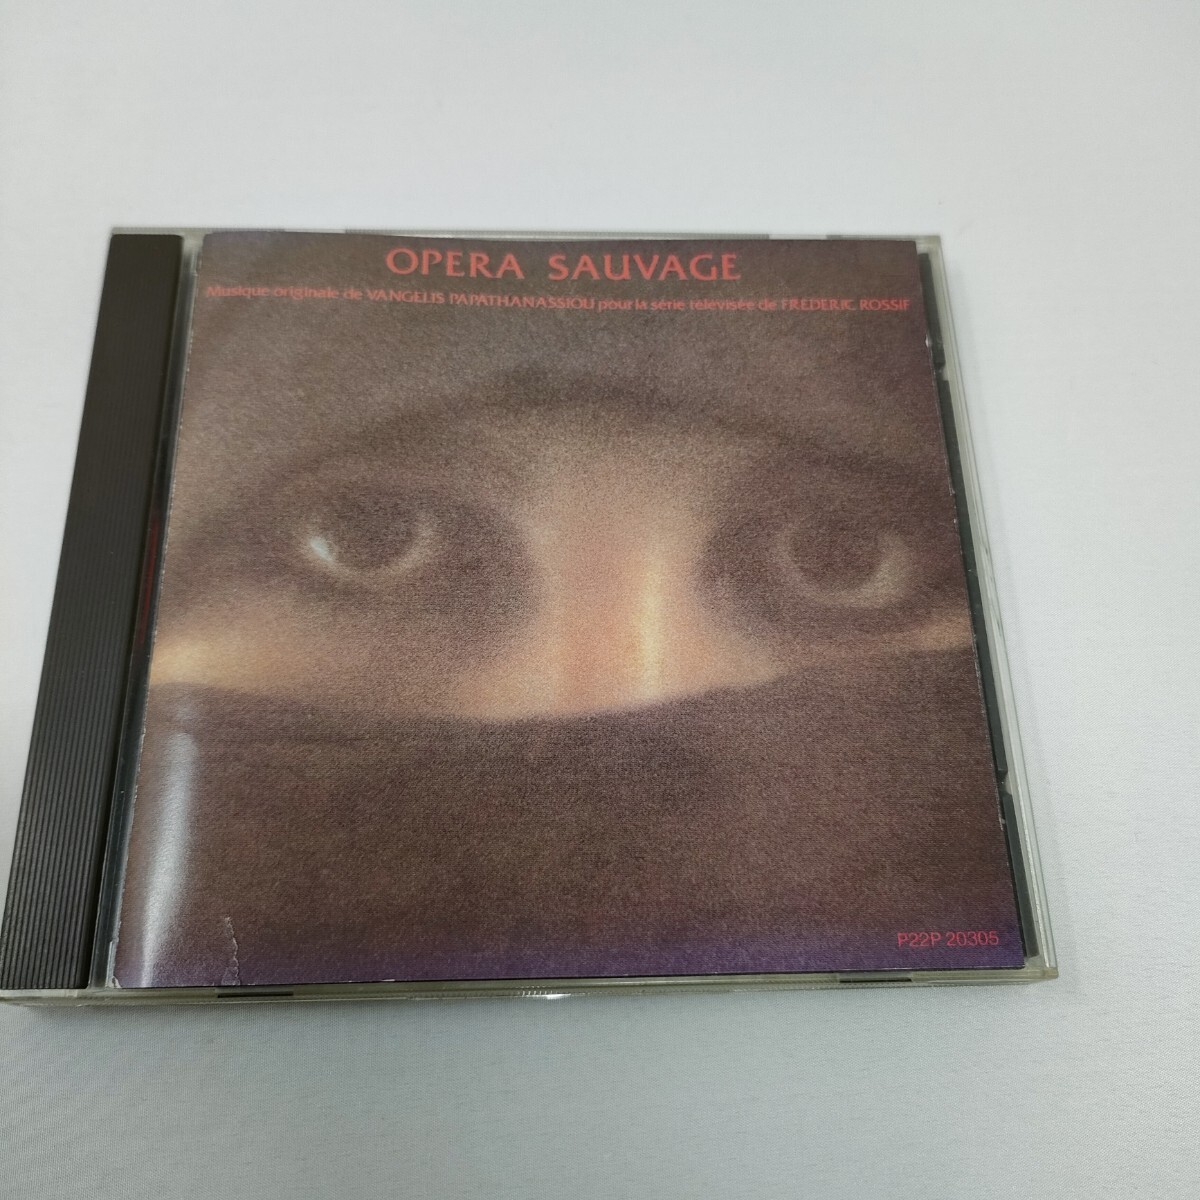 OPERA SAUVAGE
Musique originale de VANGELIS PAPATHANASSIOU pour la série télévisée de FREDERIC ROSSIF
P22P 20305